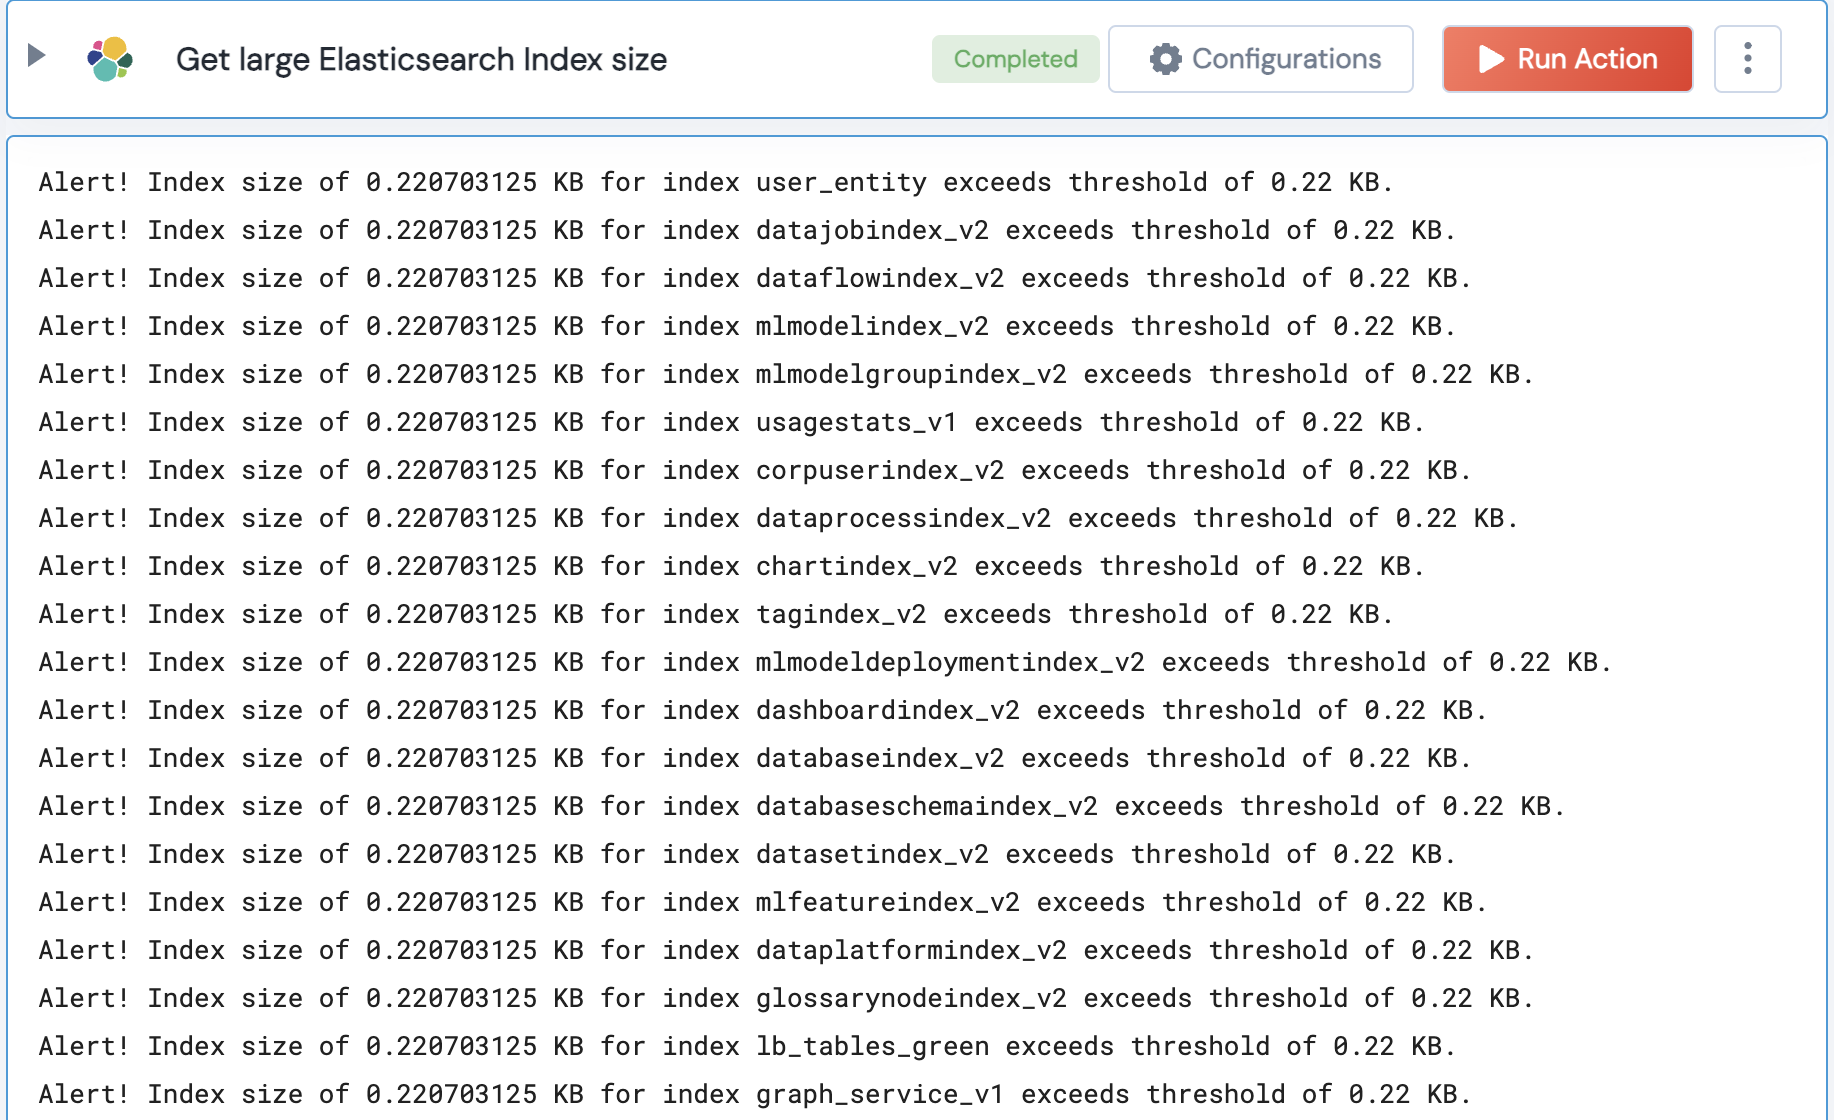 Get large Elasticsearch Index size
Completed
Configurations
Run Action
Alert! Index size of 0.220703125 KB for index user_entity exceeds threshold of 0.22 KB.
Alert! Index size of 0.220703125 KB for index datajobindex_v2 exceeds threshold of 0.22 KB.
Alert! Index size of 0.220703125 KB for index dataflowindex_v2 exceeds threshold of 0.22 KB.
Alert! Index size of 0.220703125 KB for index mlmodelindex_v2 exceeds threshold of 0.22 KB.
Alert! Index size of 0.220703125 KB for index mlmodelgroupindex_v2 exceeds threshold of 0.22 KB.
Alert! Index size of 0.220703125 KB for index usagestats_v1 exceeds threshold of 0.22 KB.
Alert! Index size of 0.220703125 KB for index corpuserindex_v2 exceeds threshold of 0.22 KB.
Alert! Index size of 0.220703125 KB for index dataprocessindex_v2 exceeds threshold of 0.22 KB.
Alert! Index size of 0.220703125 KB for index chartindex_v2 exceeds threshold of 0.22 KB.
Alert! Index size of 0.220703125 KB for index tagindex_v2 exceeds threshold of 0.22 KB.
Alert! Index size of 0.220703125 KB for index mlmodeldeploymentindex_v2 exceeds threshold of 0.22 KB.
Alert! Index size of 0.220703125 KB for index dashboardindex_v2 exceeds threshold of 0.22 KB.
Alert! Index size of 0.220703125 KB for index databaseindex_v2 exceeds threshold of 0.22 KB.
Alert! Index size of 0.220703125 KB for index databaseschemaindex_v2 exceeds threshold of 0.22 KB.
Alert! Index size of 0.220703125 KB for index datasetindex_v2 exceeds threshold of 0.22 KB.
Alert! Index size of 0.220703125 KB for index mlfeatureindex_v2 exceeds threshold of 0.22 KB.
Alert! Index size of 0.220703125 KB for index dataplatformindex_v2 exceeds threshold of 0.22 KB.
Alert! Index size of 0.220703125 KB for index glossarynodeindex_v2 exceeds threshold of 0.22 KB.
Alert! Index size of 0.220703125 KB for index lb_tables_green exceeds threshold of 0.22 KB.
Alert! Index size of 0.220703125 KB for index graph_service_v1 exceeds threshold of 0.22 KB.